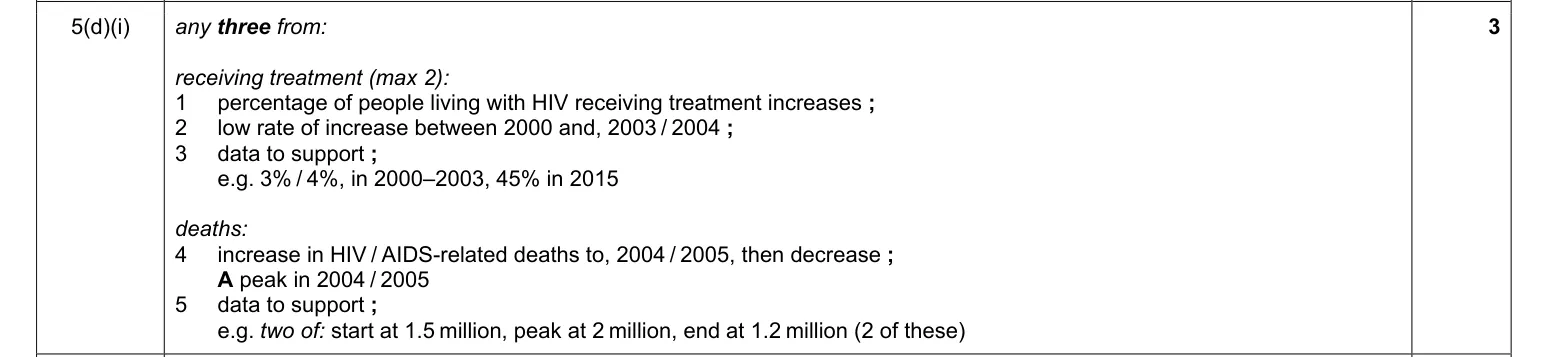 5(d)(i) any three from: 3
receiving treatment (max 2):
1 percentage of people living with HIV receiving treatment increases ;
2 low rate of increase between 2000 and, 2003 / 2004 ;
3 data to support ;
e.g. 3% / 4%, in 2000–2003, 45% in 2015
deaths:
4 increase in HIV / AIDS-related deaths to, 2004 / 2005, then decrease ;
A peak in 2004 / 2005
5 data to support ;
e.g. two of: start at 1.5 million, peak at 2 million, end at 1.2 million (2 of these)